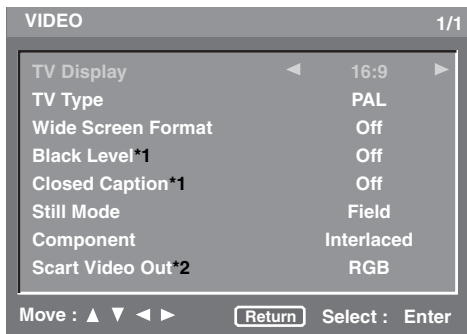 VIDEO 1/1
TV Display ◀ 16:9 ▶
TV Type PAL
Wide Screen Format Off
Black Level*1 Off
Closed Caption*1 Off
Still Mode Field
Component Interlaced
Scart Video Out*2 RGB
Move : ▲ ▼ ◀ ▶ Return Select : Enter